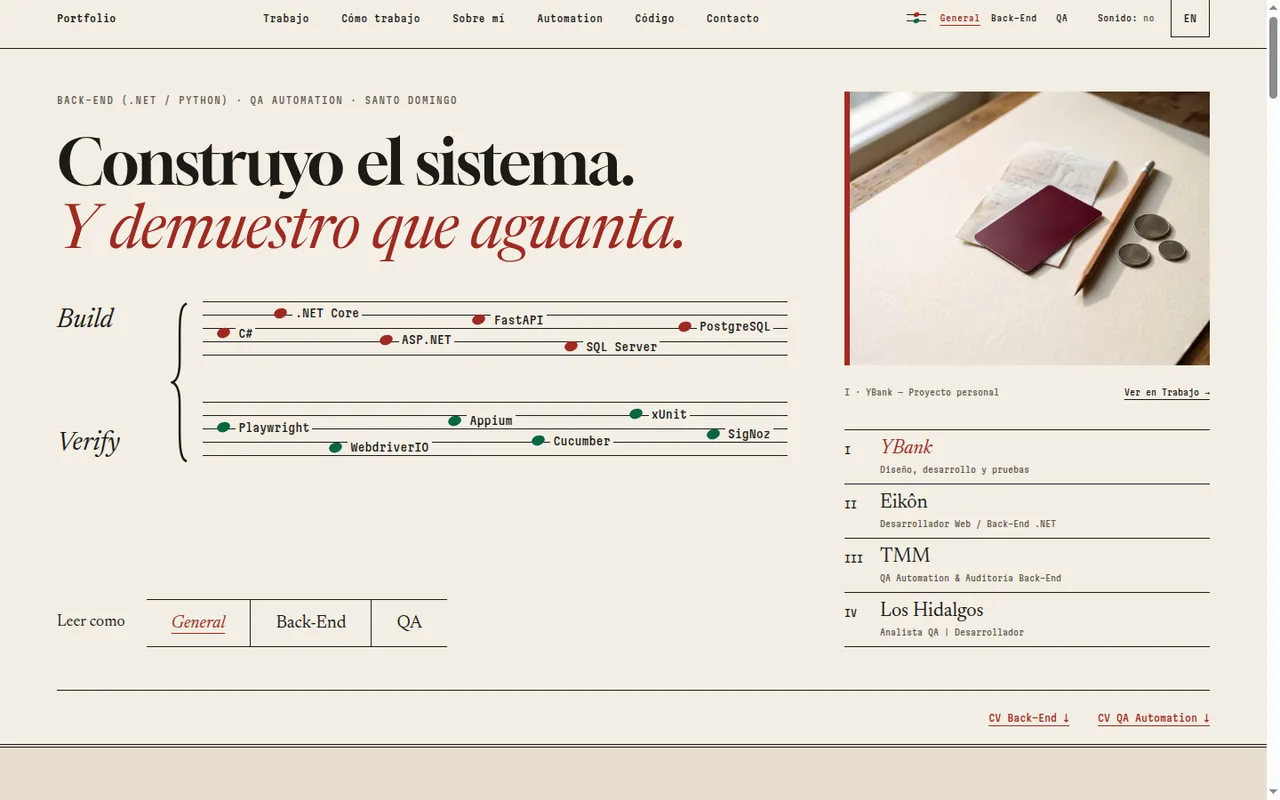 Portfolio
Trabajo Cómo trabajo Sobre mí Automation Código Contacto
General Back-End QA Sonido: no EN
BACK-END (.NET / PYTHON) · QA AUTOMATION · SANTO DOMINGO
Construyo el sistema.
Y demuestro que aguanta.
Build
.NET Core
FastAPI
PostgreSQL
C#
ASP.NET
SQL Server
Verify
xUnit
Appium
Playwright
SigNoz
Cucumber
WebdriverIO
Leer como General Back-End QA
I · YBank — Proyecto personal Ver en Trabajo →
I YBank
Diseño, desarrollo y pruebas
II Eikôn
Desarrollador Web / Back-End .NET
III TMM
QA Automation & Auditoría Back-End
IV Los Hidalgos
Analista QA | Desarrollador
CV Back-End ↓ CV QA Automation ↓